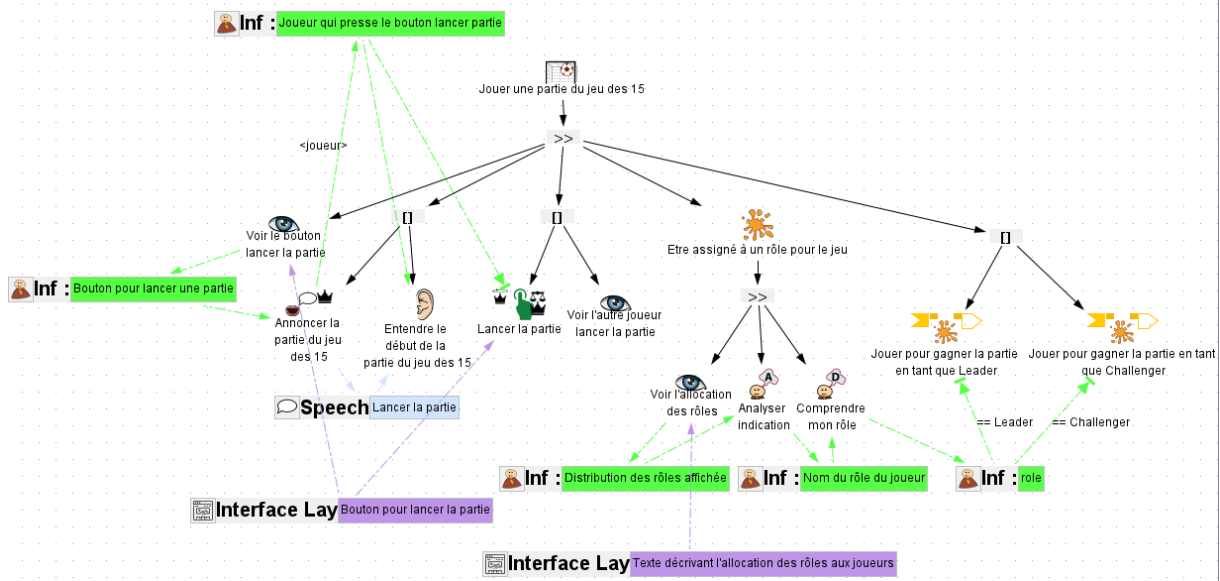 Inf : Joueur qui presse le bouton lancer partie
Jouer une partie du jeu des 15
>>
<joueur>
[]
[]
[]
Voir le bouton
lancer la partie
Etre assigné à un rôle pour le jeu
Inf : Bouton pour lancer une partie
Annoncer la
partie du jeu
des 15
Entendre le
début de la
partie du jeu des 15
Lancer la partie
Voir l'autre joueur
lancer la partie
>>
Jouer pour gagner la partie
en tant que Leader
Jouer pour gagner la partie en tant
que Challenger
Voir l'allocation
des rôles
A
Analyser
indication
D
Comprendre
mon rôle
Speech Lancer la partie
== Leader
== Challenger
Inf : Distribution des rôles affichée
Inf : Nom du rôle du joueur
Inf : role
Interface Lay Bouton pour lancer la partie
Interface Lay Texte décrivant l'allocation des rôles aux joueurs